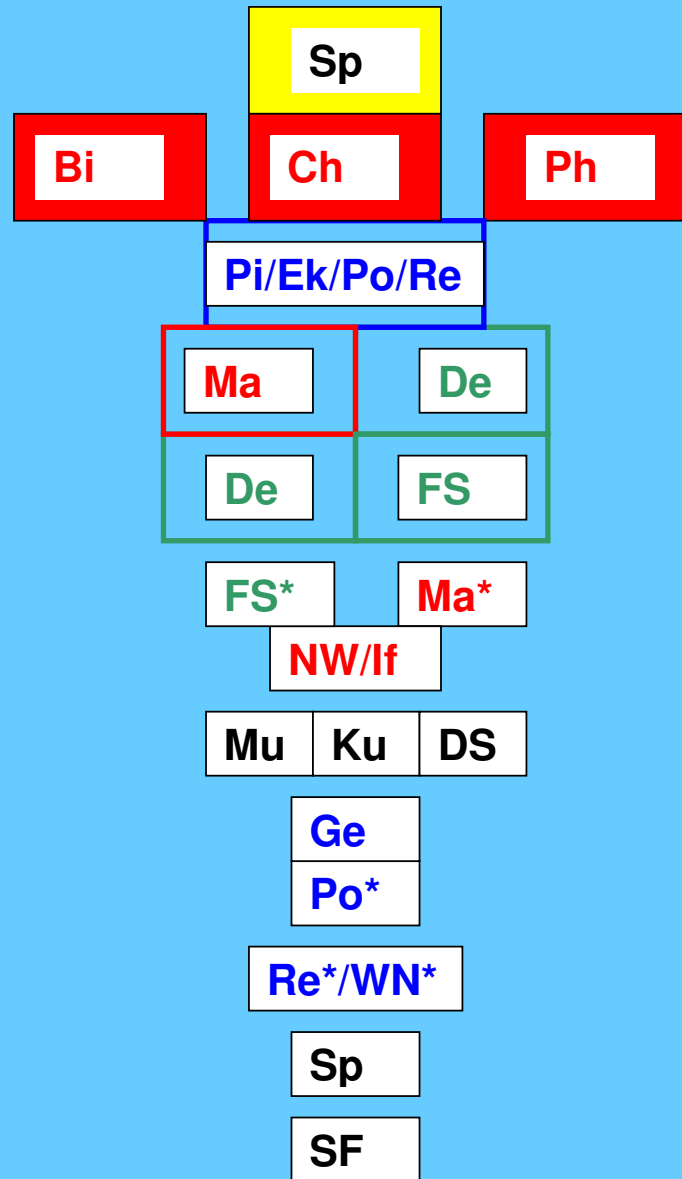 Sp
Bi Ch Ph
Pi/Ek/Po/Re
Ma De
De FS
FS* Ma*
NW/If
Mu Ku DS
Ge
Po*
Re*/WN*
Sp
SF